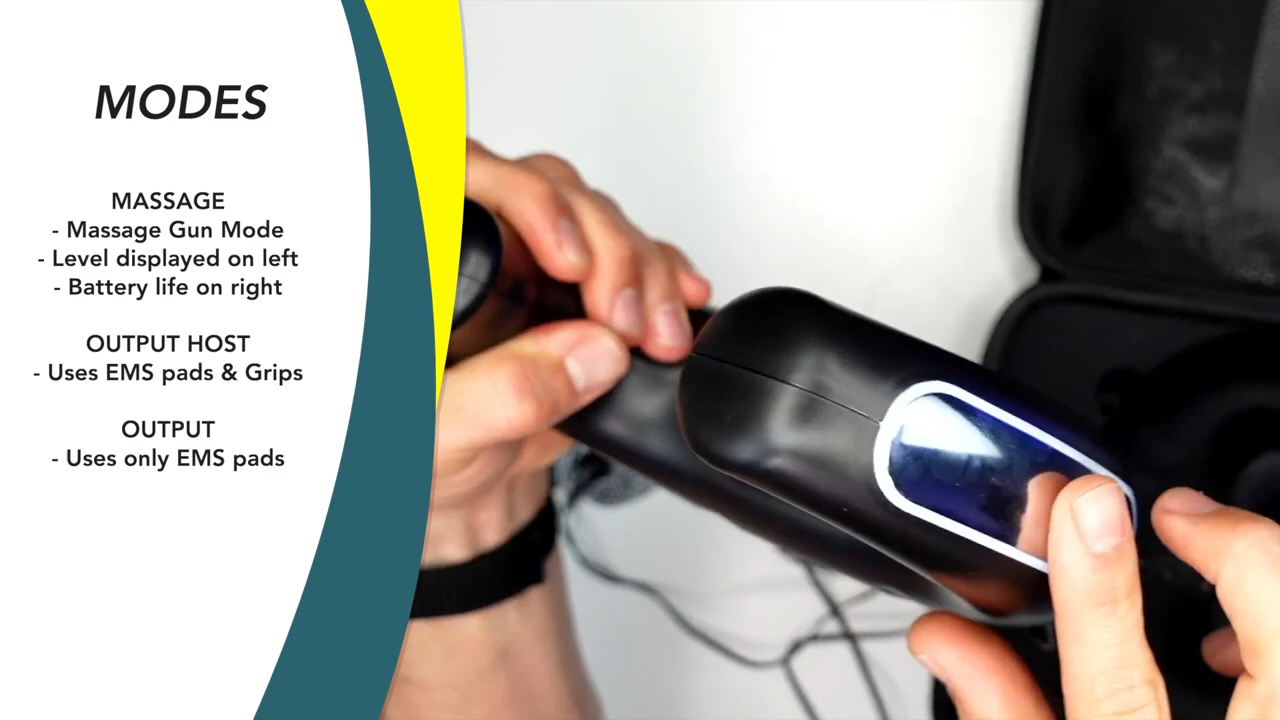 MODES
MASSAGE
- Massage Gun Mode
- Level displayed on left
- Battery life on right
OUTPUT HOST
- Uses EMS pads & Grips
OUTPUT
- Uses only EMS pads